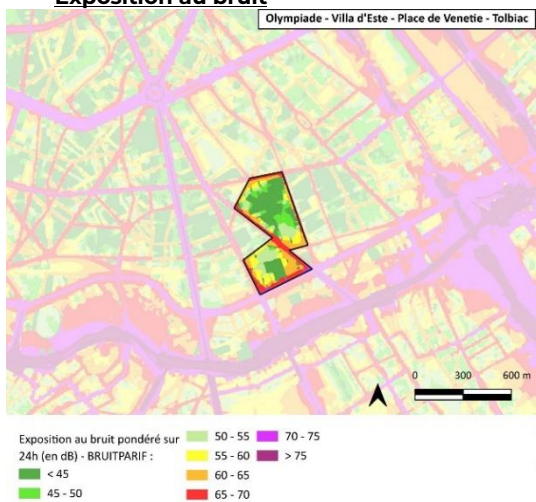 Exposition au bruit
Olympiade - Villa d'Este - Place de Venetie - Tolbiac
0 300 600 m
Exposition au bruit pondéré sur
24h (en dB) - BRUITPARIF :
< 45
45 - 50
50 - 55
55 - 60
60 - 65
65 - 70
70 - 75
> 75